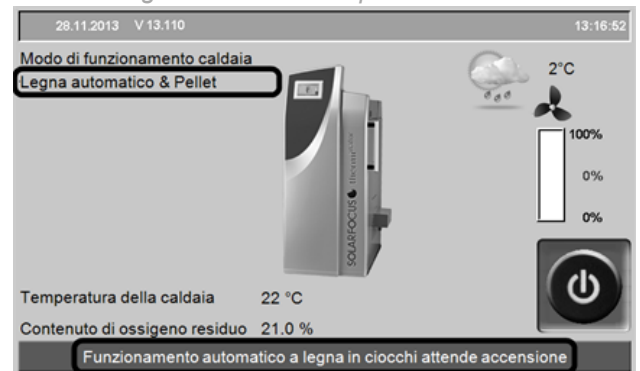 28.11.2013 V 13.110 13:16:52
Modo di funzionamento caldaia
Legna automatico & Pellet
2°C
100%
0%
0%
SOLARFOCUS
Temperatura della caldaia 22 °C
Contenuto di ossigeno residuo 21.0 %
Funzionamento automatico a legna in ciocchi attende accensione